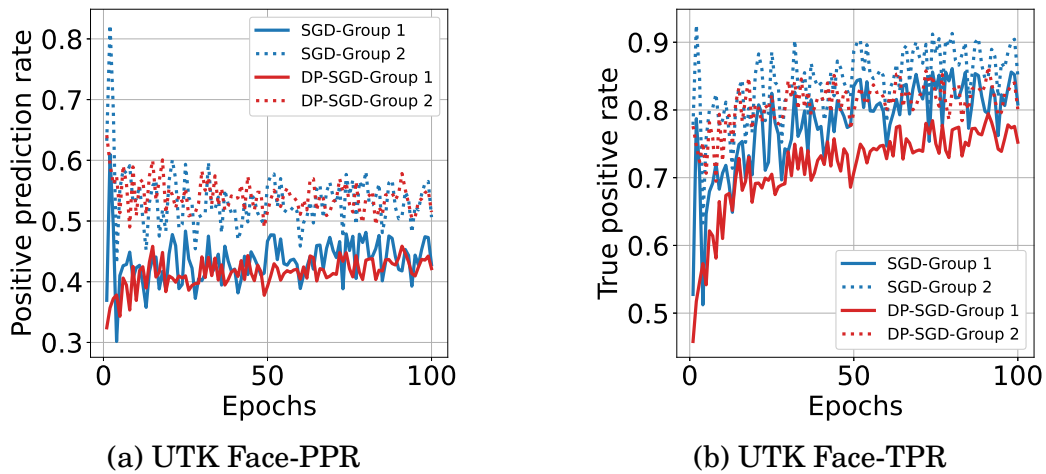 Positive prediction rate
0.8
0.7
0.6
0.5
0.4
0.3
SGD-Group 1
SGD-Group 2
DP-SGD-Group 1
DP-SGD-Group 2
0
50
100
Epochs
(a) UTK Face-PPR
True positive rate
0.9
0.8
0.7
0.6
0.5
SGD-Group 1
SGD-Group 2
DP-SGD-Group 1
DP-SGD-Group 2
0
50
100
Epochs
(b) UTK Face-TPR